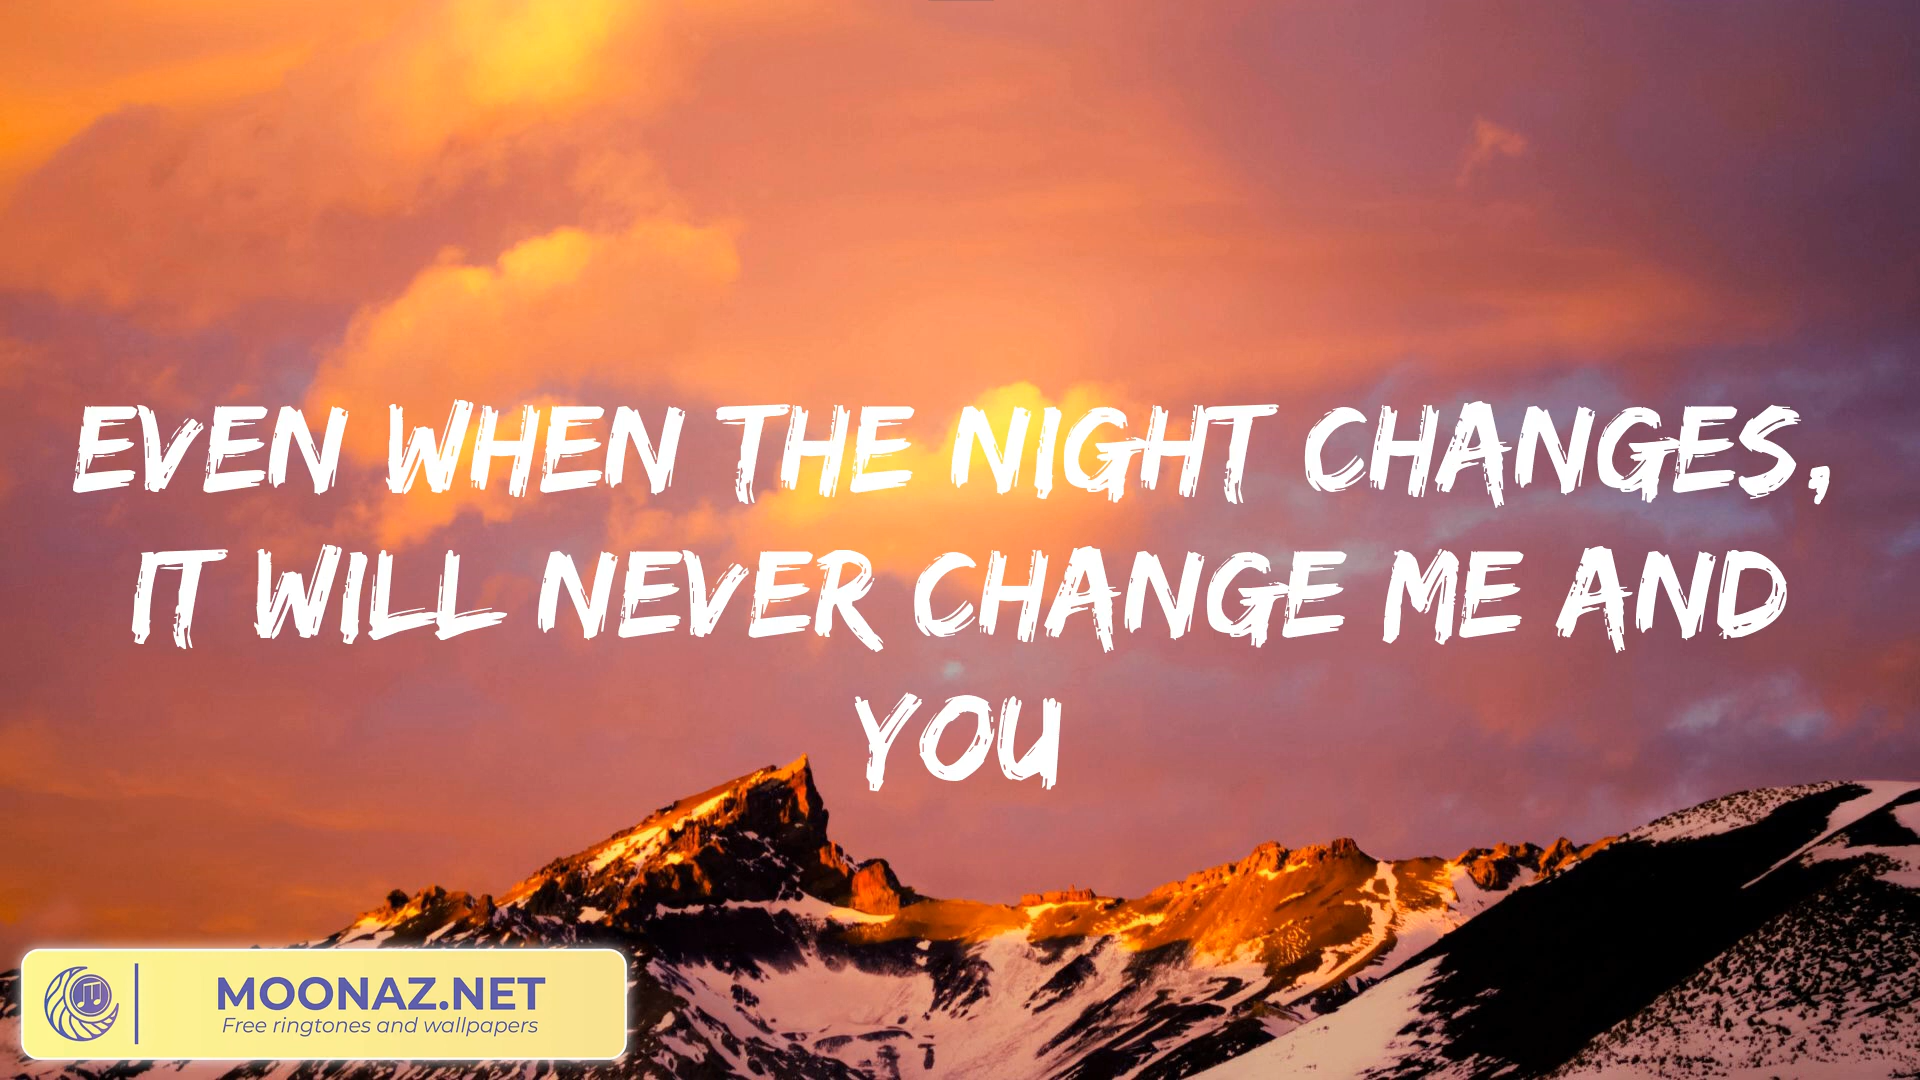 EVEN WHEN THE NIGHT CHANGES,
IT WILL NEVER CHANGE ME AND
YOU
MOONAZ.NET
Free ringtones and wallpapers